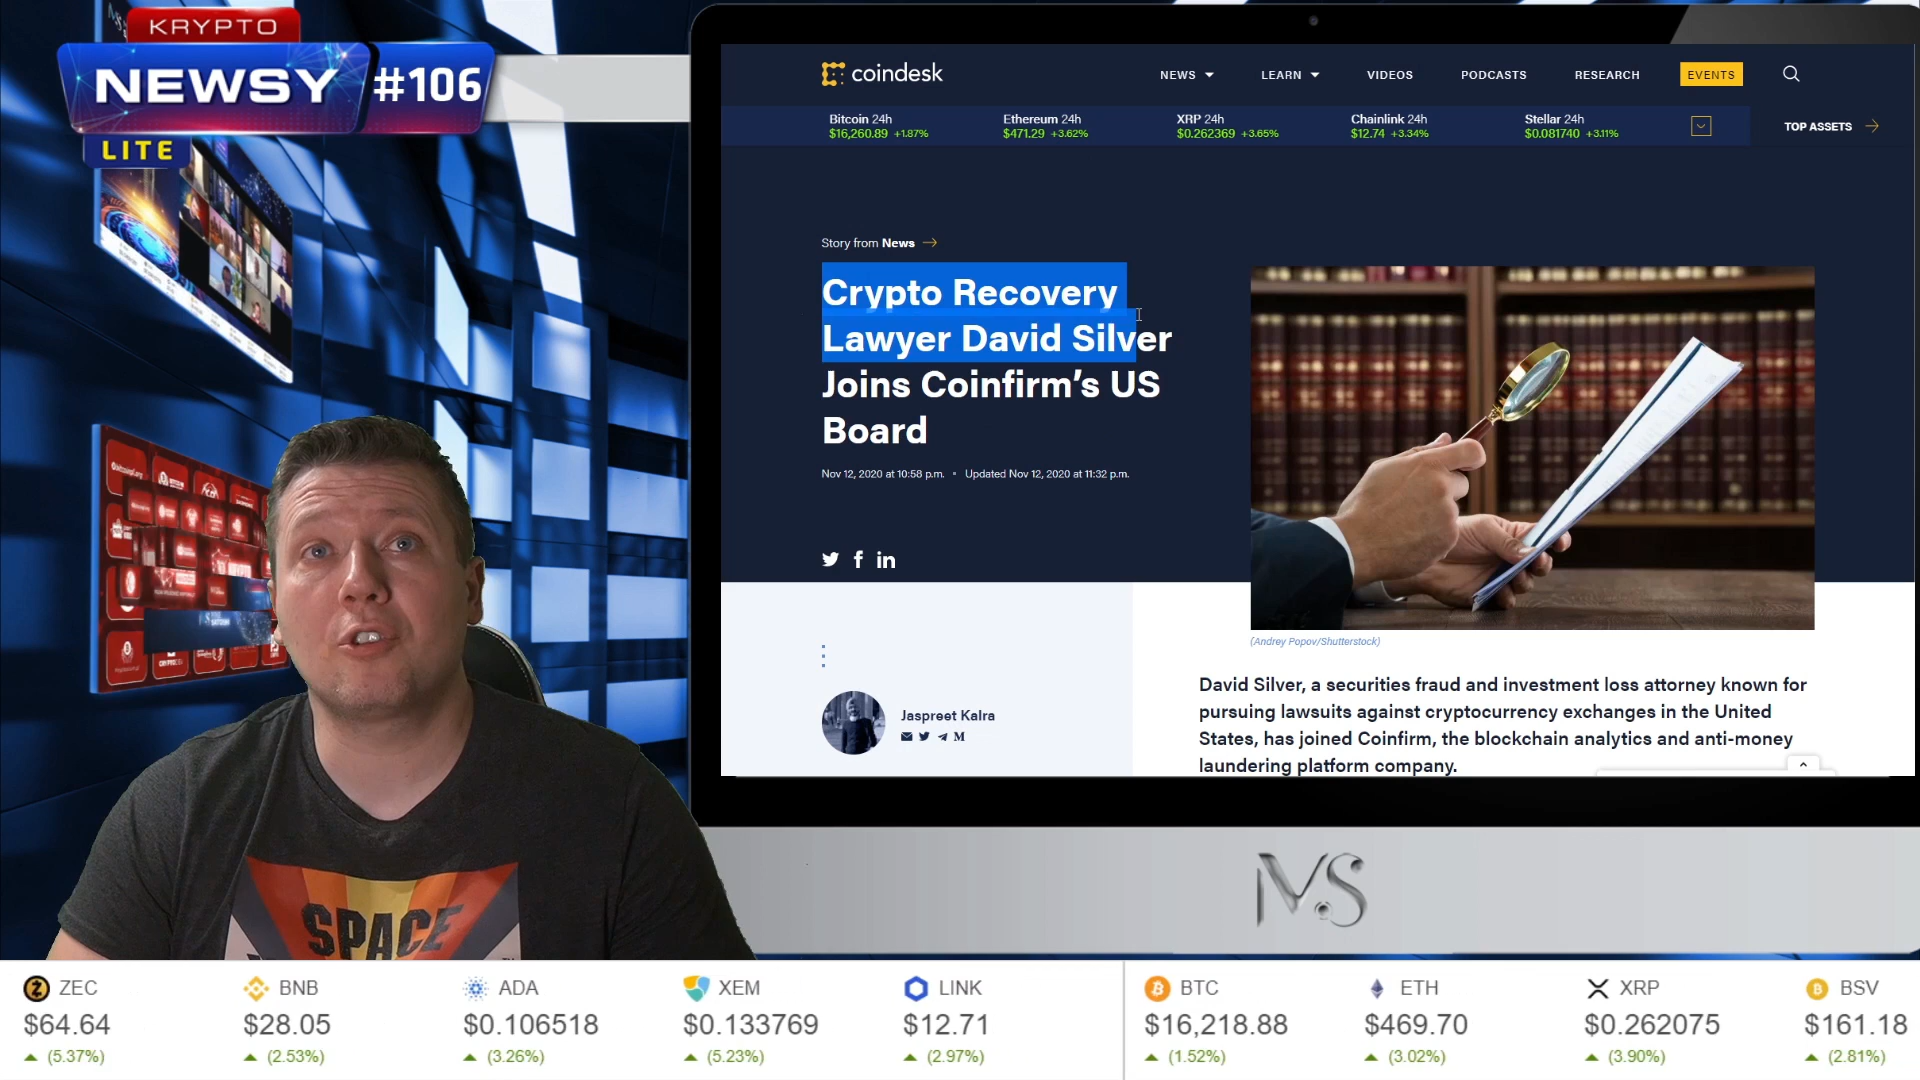 KRYPTO
NEWSY #106
LITE
coindesk
NEWS LEARN VIDEOS PODCASTS RESEARCH EVENTS
Bitcoin 24h Ethereum 24h XRP 24h Chainlink 24h Stellar 24h
$16,260.89 +1.87% $471.29 +3.62% $0.262369 +3.65% $12.74 +3.34% $0.081740 +3.11%
TOP ASSETS
Story from News
Crypto Recovery
Lawyer David Silver
Joins Coinfirm's US
Board
Nov 12, 2020 at 10:58 p.m. • Updated Nov 12, 2020 at 11:32 p.m.
(Andrey Popov/Shutterstock)
Jaspreet Kalra
David Silver, a securities fraud and investment loss attorney known for
pursuing lawsuits against cryptocurrency exchanges in the United
States, has joined Coinfirm, the blockchain analytics and anti-money
laundering platform company.
SPACE
MS
ZEC BNB ADA XEM LINK BTC ETH XRP BSV
$64.64 $28.05 $0.106518 $0.133769 $12.71 $16,218.88 $469.70 $0.262075 $161.18
(5.37%) (2.53%) (3.26%) (5.23%) (2.97%) (1.52%) (3.02%) (3.90%) (2.81%)